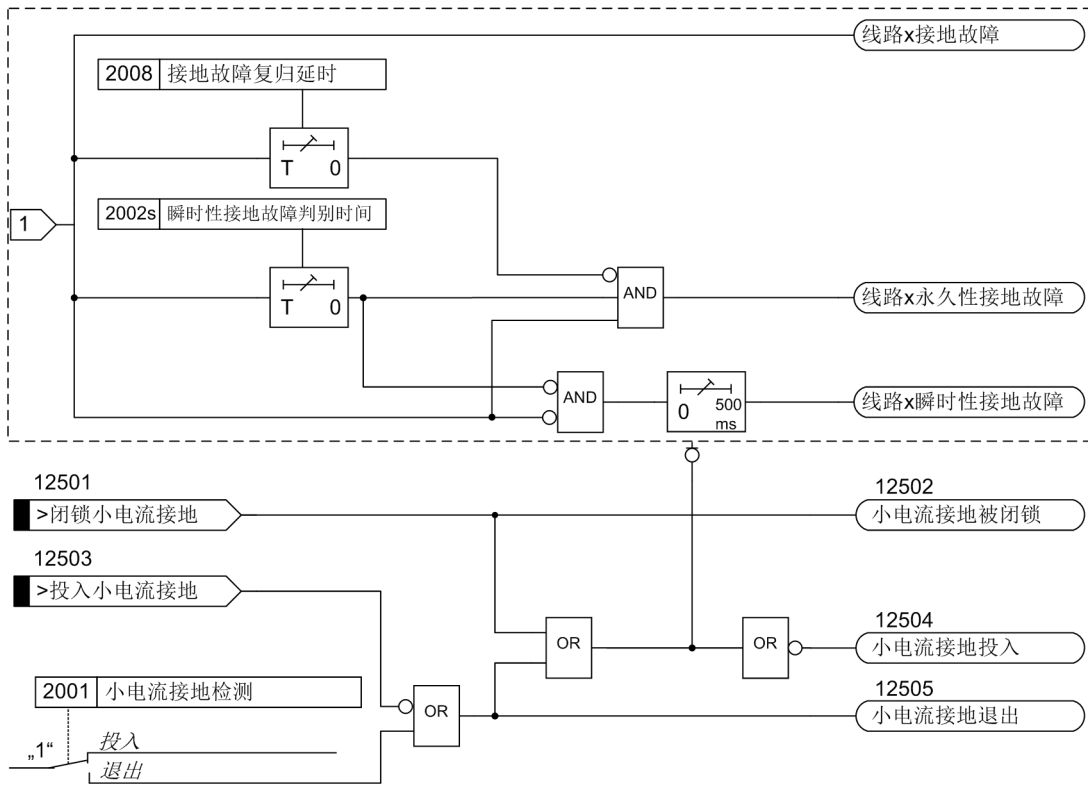 线路x接地故障
2008 接地故障复归延时
T 0
2002s 瞬时性接地故障判别时间
1
T 0
AND
线路x永久性接地故障
AND
0 500 ms
线路x瞬时性接地故障
12501
>闭锁小电流接地
12502
小电流接地被闭锁
12503
>投入小电流接地
OR
OR
12504
小电流接地投入
2001 小电流接地检测
OR
12505
小电流接地退出
„1“
投入
退出